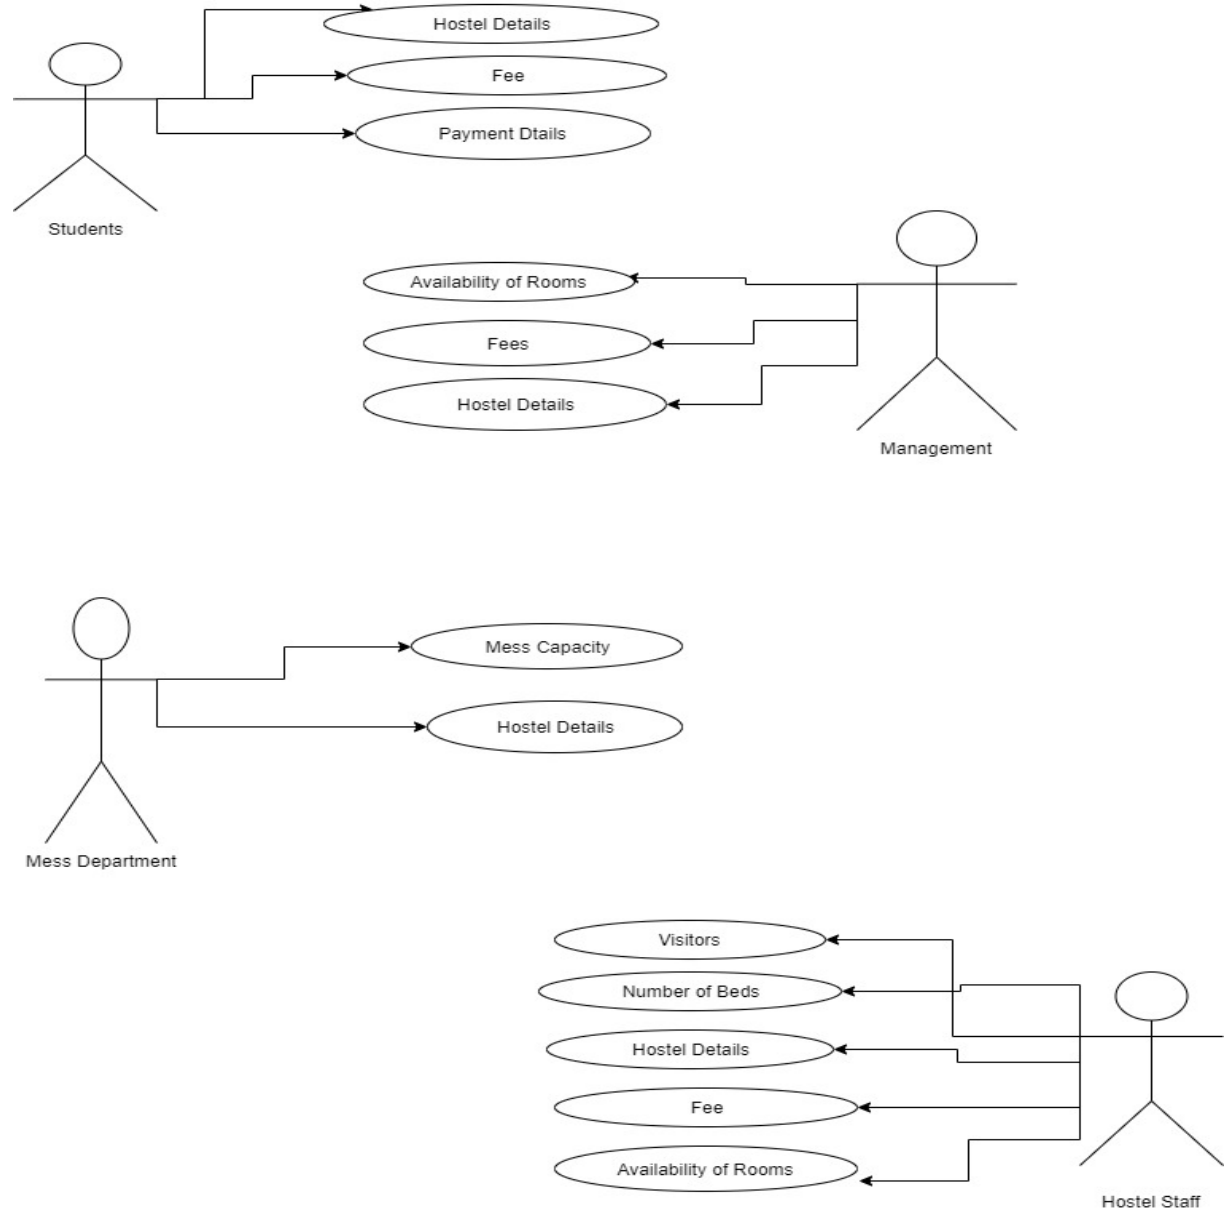 Hostel Details
Fee
Payment Dtails
Students
Availability of Rooms
Fees
Hostel Details
Management
Mess Capacity
Hostel Details
Mess Department
Visitors
Number of Beds
Hostel Details
Fee
Availability of Rooms
Hostel Staff